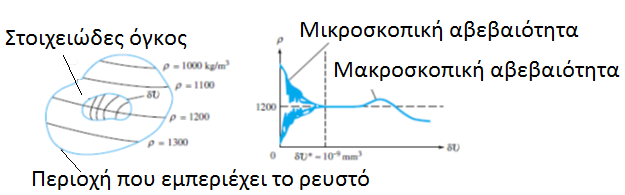 Στοιχειώδες όγκος
ρ = 1000 kg/m³
ρ = 1100
δ𝒱
ρ = 1200
ρ = 1300
Περιοχή που εμπεριέχει το ρευστό
Μικροσκοπική αβεβαιότητα
Μακροσκοπική αβεβαιότητα
ρ
1200
0
δ𝒱* ≈ 10⁻⁹ mm³
δ𝒱